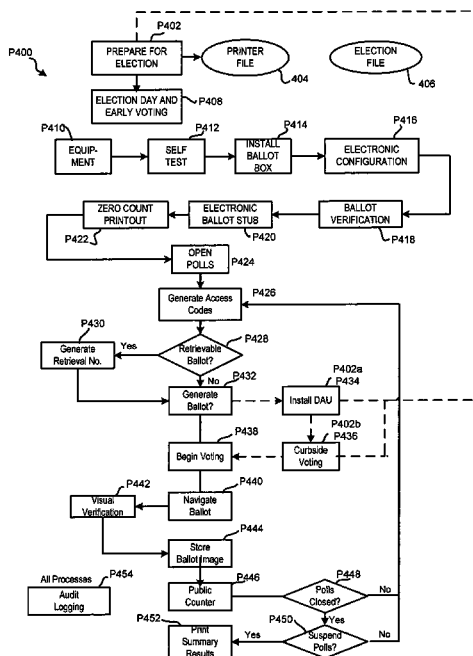 P400
P402
PREPARE FOR
ELECTION
PRINTER
FILE
404
ELECTION
FILE
406
ELECTION DAY AND
EARLY VOTING
P408
P410
EQUIP-
MENT
P412
SELF
TEST
P414
INSTALL
BALLOT
BOX
P416
ELECTRONIC
CONFIGURATION
ZERO COUNT
PRINTOUT
P422
ELECTRONIC
BALLOT STUB
P420
BALLOT
VERIFICATION
P418
OPEN
POLLS
P424
Generate Access
Codes
P426
P430
Generate
Retrieval No.
Yes
Retrievable
Ballot?
P428
No
P432
Generate
Ballot?
P402a
P434
Install DAU
P402b
P436
Curbside
Voting
P438
Begin Voting
P442
Visual
Verification
P440
Navigate
Ballot
P444
Store
Ballot Image
All Processes
P454
Audit
Logging
Public
Counter
P446
P448
Polls
Closed?
No
Yes
P450
P452
Print
Summary
Results
Yes
Suspend
Polls?
No